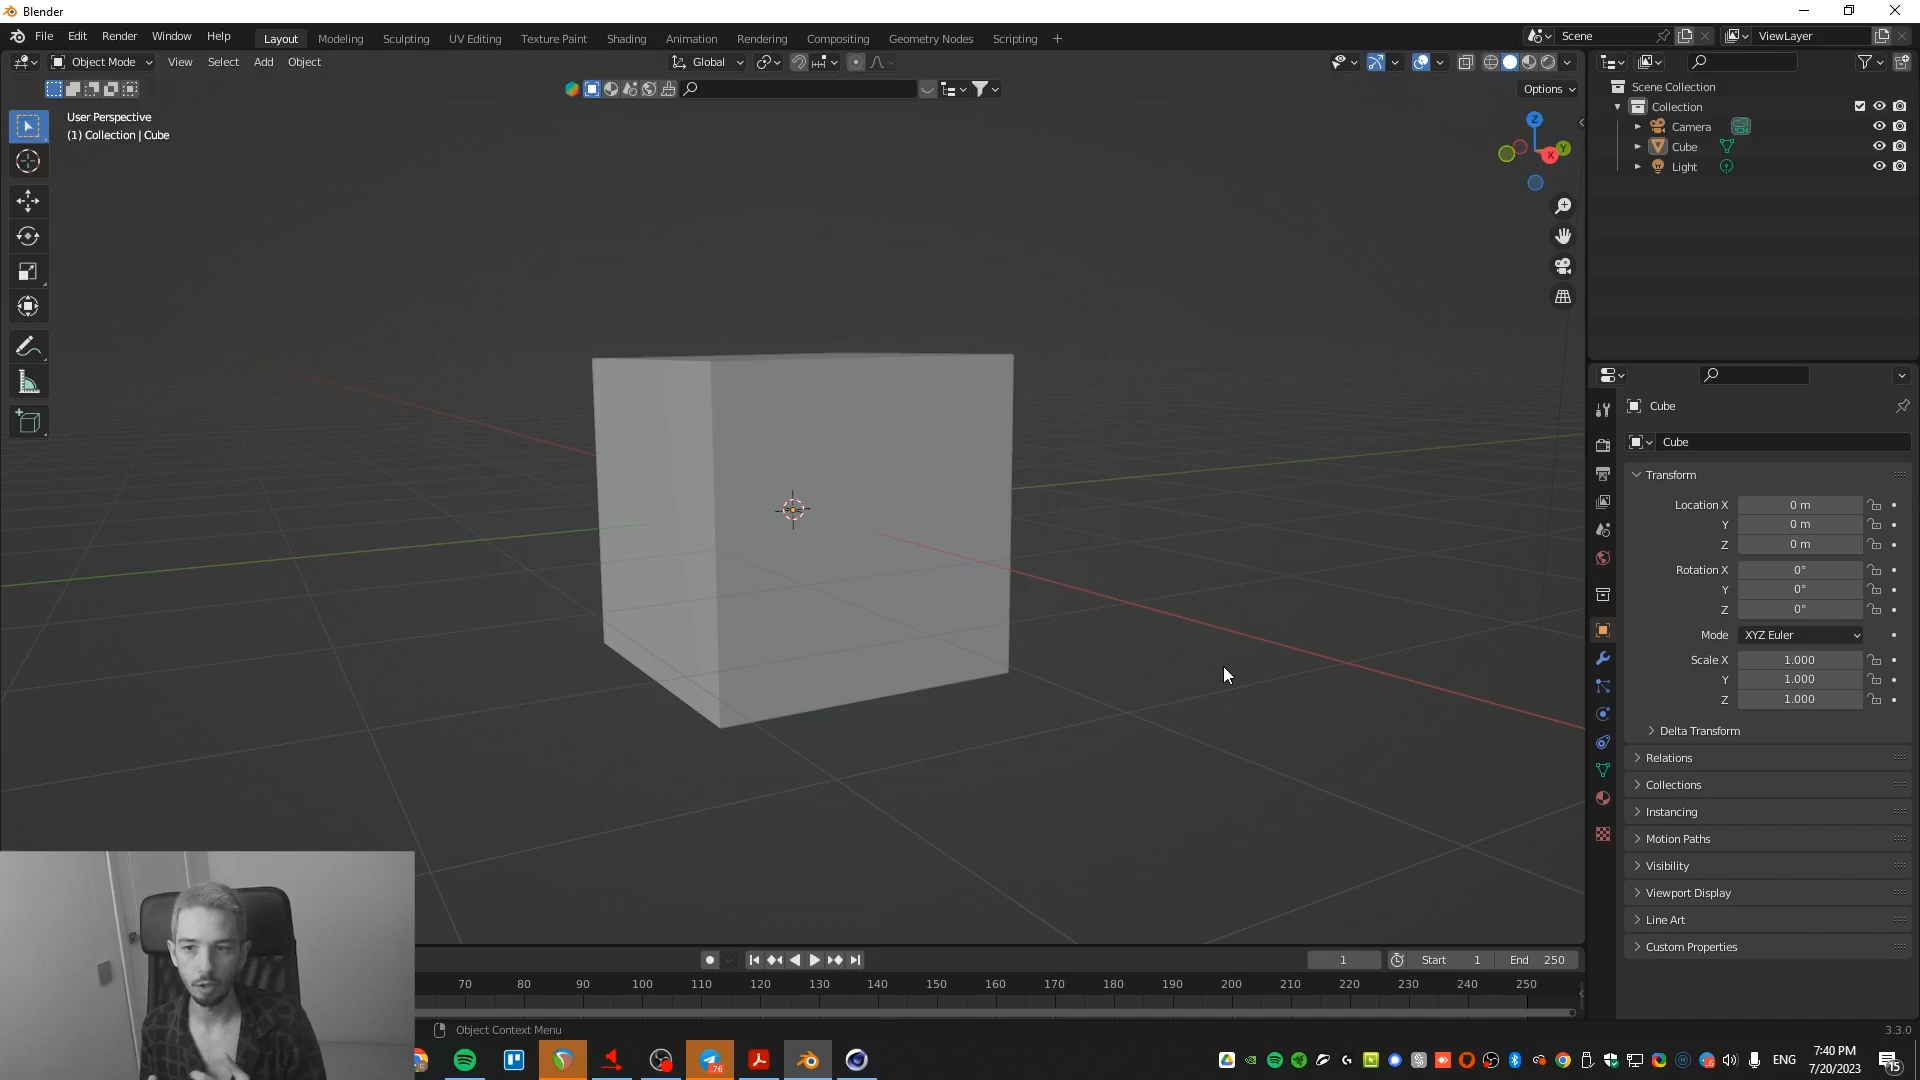 Blender
File Edit Render Window Help Layout Modeling Sculpting UV Editing Texture Paint Shading Animation Rendering Compositing Geometry Nodes Scripting + Scene ViewLayer
Object Mode View Select Add Object Global
Options
User Perspective
(1) Collection | Cube
Z
X
Y
Scene Collection
Collection
Camera
Cube
Light
Cube
Cube
Transform
Location X 0 m
Y 0 m
Z 0 m
Rotation X 0°
Y 0°
Z 0°
Mode XYZ Euler
Scale X 1.000
Y 1.000
Z 1.000
Delta Transform
Relations
Collections
Instancing
Motion Paths
Visibility
Viewport Display
Line Art
Custom Properties
1 Start 1 End 250
70 80 90 100 110 120 130 140 150 160 170 180 190 200 210 220 230 240 250
Object Context Menu
3.3.0
76
ENG
7:40 PM
7/20/2023
15